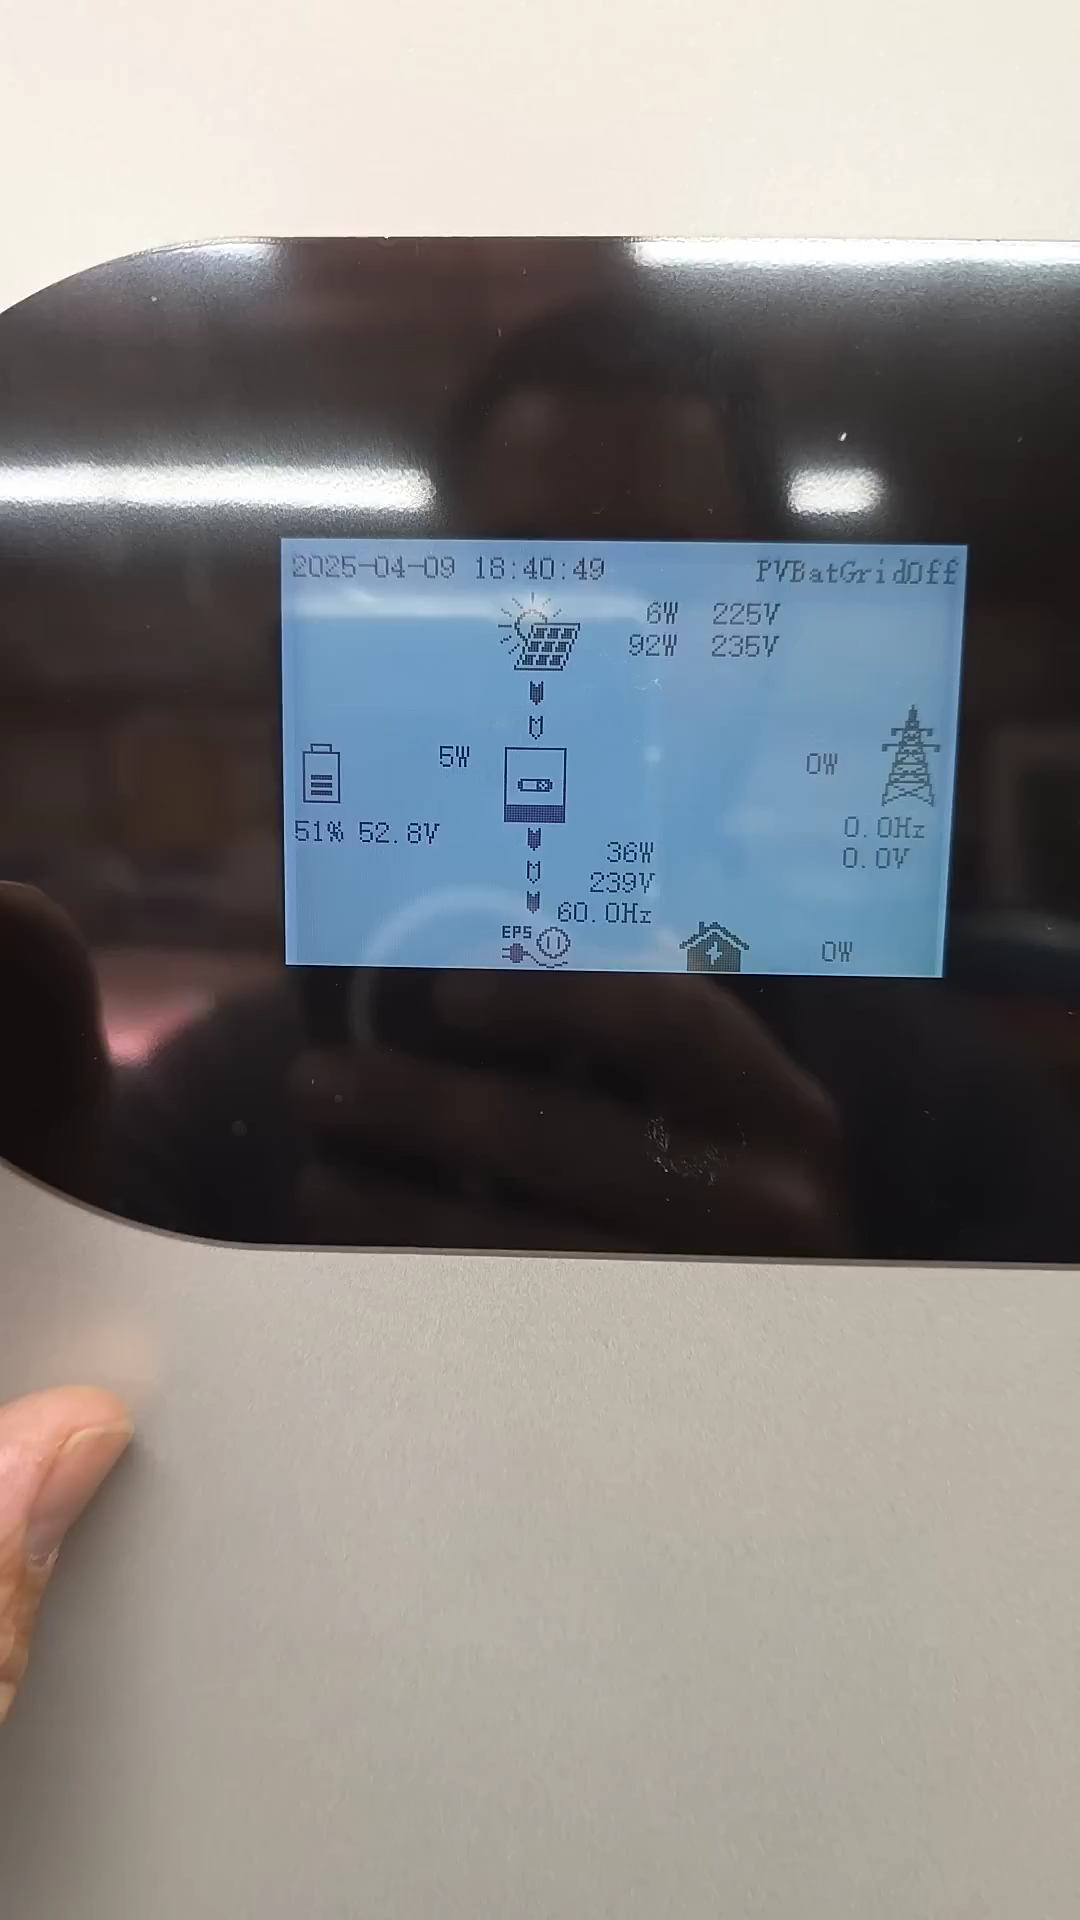 2025-04-09 18:40:49 PVBatGridOff
6W 225V
92W 235V
5W
0W
51% 52.8V
0.0Hz
0.0V
36W
239V
60.0Hz
EPS
0W